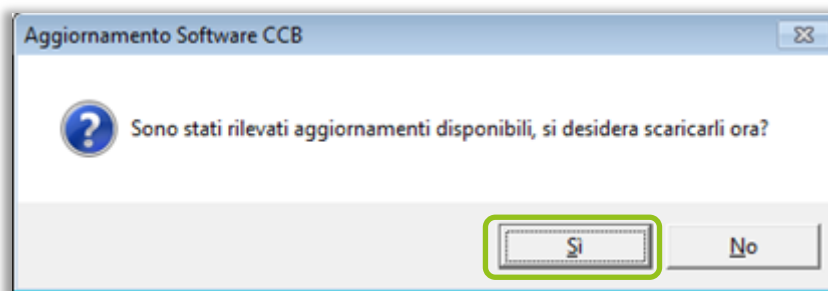 Aggiornamento Software CCB
Sono stati rilevati aggiornamenti disponibili, si desidera scaricarli ora?
Sì
No